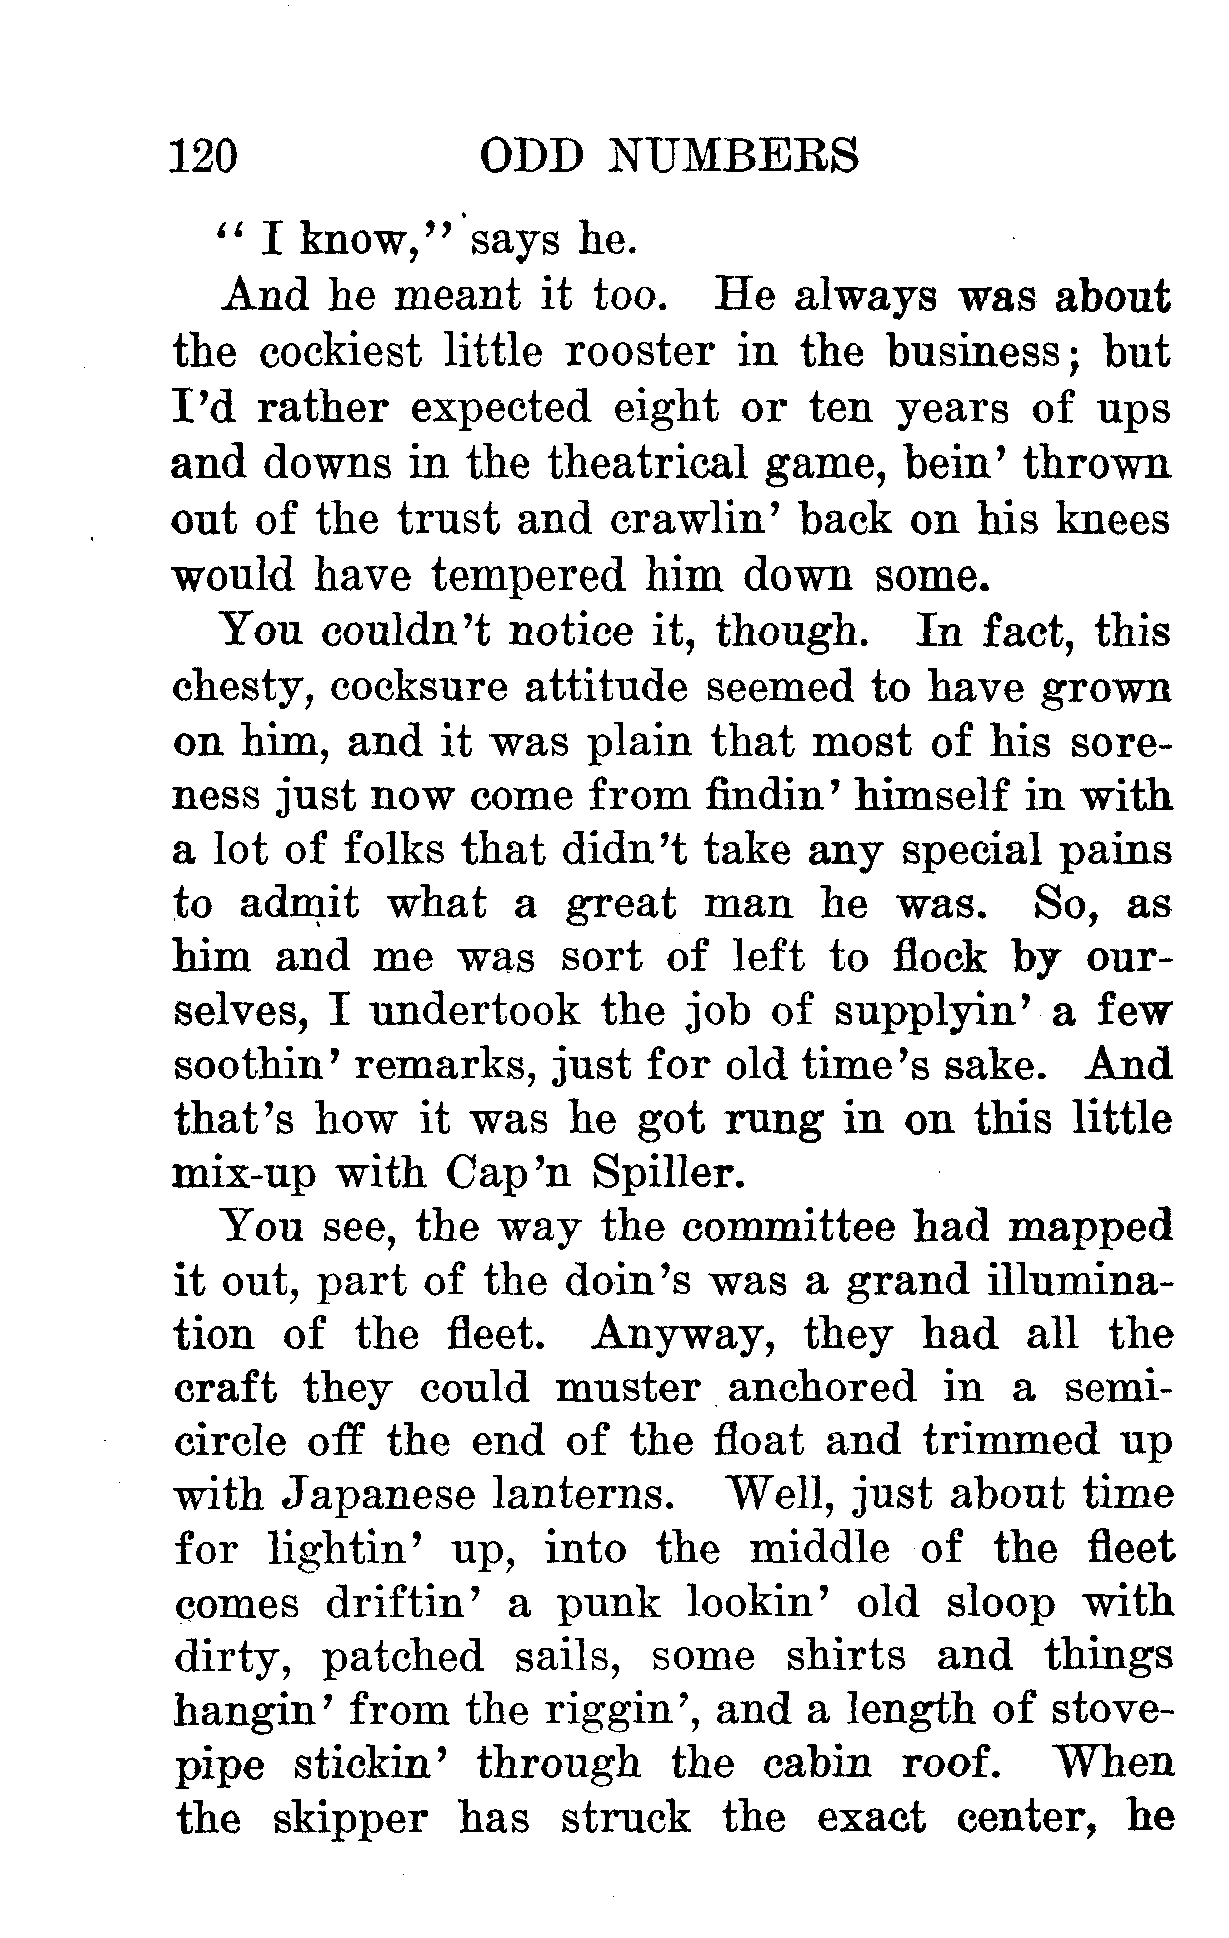 120 ODD NUMBERS
“ I know,” says he.
And he meant it too. He always was about
the cockiest little rooster in the business; but
I’d rather expected eight or ten years of ups
and downs in the theatrical game, bein’ thrown
out of the trust and crawlin’ back on his knees
would have tempered him down some.
You couldn’t notice it, though. In fact, this
chesty, cocksure attitude seemed to have grown
on him, and it was plain that most of his sore-
ness just now come from findin’ himself in with
a lot of folks that didn’t take any special pains
to admit what a great man he was. So, as
him and me was sort of left to flock by our-
selves, I undertook the job of supplyin’ a few
soothin’ remarks, just for old time’s sake. And
that’s how it was he got rung in on this little
mix-up with Cap’n Spiller.
You see, the way the committee had mapped
it out, part of the doin’s was a grand illumina-
tion of the fleet. Anyway, they had all the
craft they could muster anchored in a semi-
circle off the end of the float and trimmed up
with Japanese lanterns. Well, just about time
for lightin’ up, into the middle of the fleet
comes driftin’ a punk lookin’ old sloop with
dirty, patched sails, some shirts and things
hangin’ from the riggin’, and a length of stove-
pipe stickin’ through the cabin roof. When
the skipper has struck the exact center, he